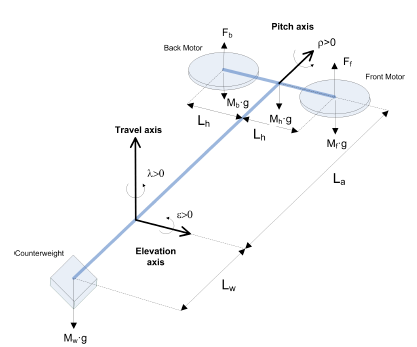 Pitch axis
F_b
ρ>0
Back Motor
F_f
Front Motor
M_b·g
M_h·g
L_h
L_h
M_f·g
Travel axis
L_a
λ>0
ε>0
Elevation
axis
Counterweight
L_w
M_w·g